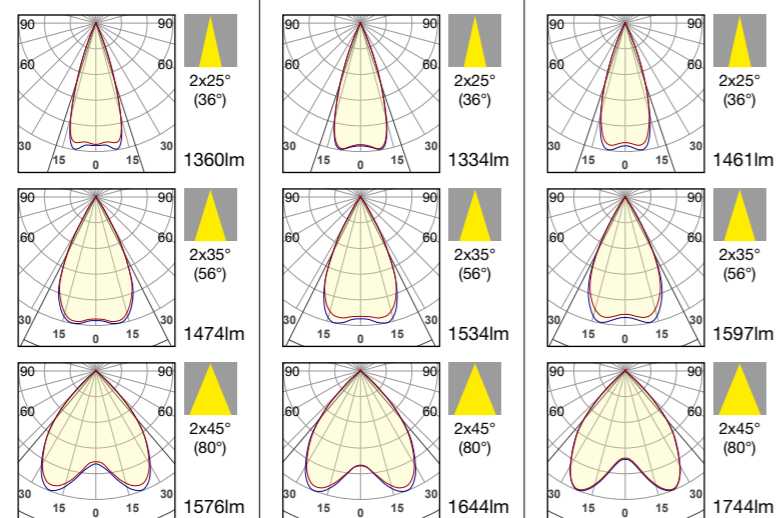 90 90
60 60
2x25°
(36°)
30 30
15 0 15
1360lm
90 90
60 60
2x25°
(36°)
30 30
15 0 15
1334lm
90 90
60 60
2x25°
(36°)
30 30
15 0 15
1461lm
90 90
60 60
2x35°
(56°)
30 30
15 0 15
1474lm
90 90
60 60
2x35°
(56°)
30 30
15 0 15
1534lm
90 90
60 60
2x35°
(56°)
30 30
15 0 15
1597lm
90 90
60 60
2x45°
(80°)
30 30
15 0 15
1576lm
90 90
60 60
2x45°
(80°)
30 30
15 0 15
1644lm
90 90
60 60
2x45°
(80°)
30 30
15 0 15
1744lm